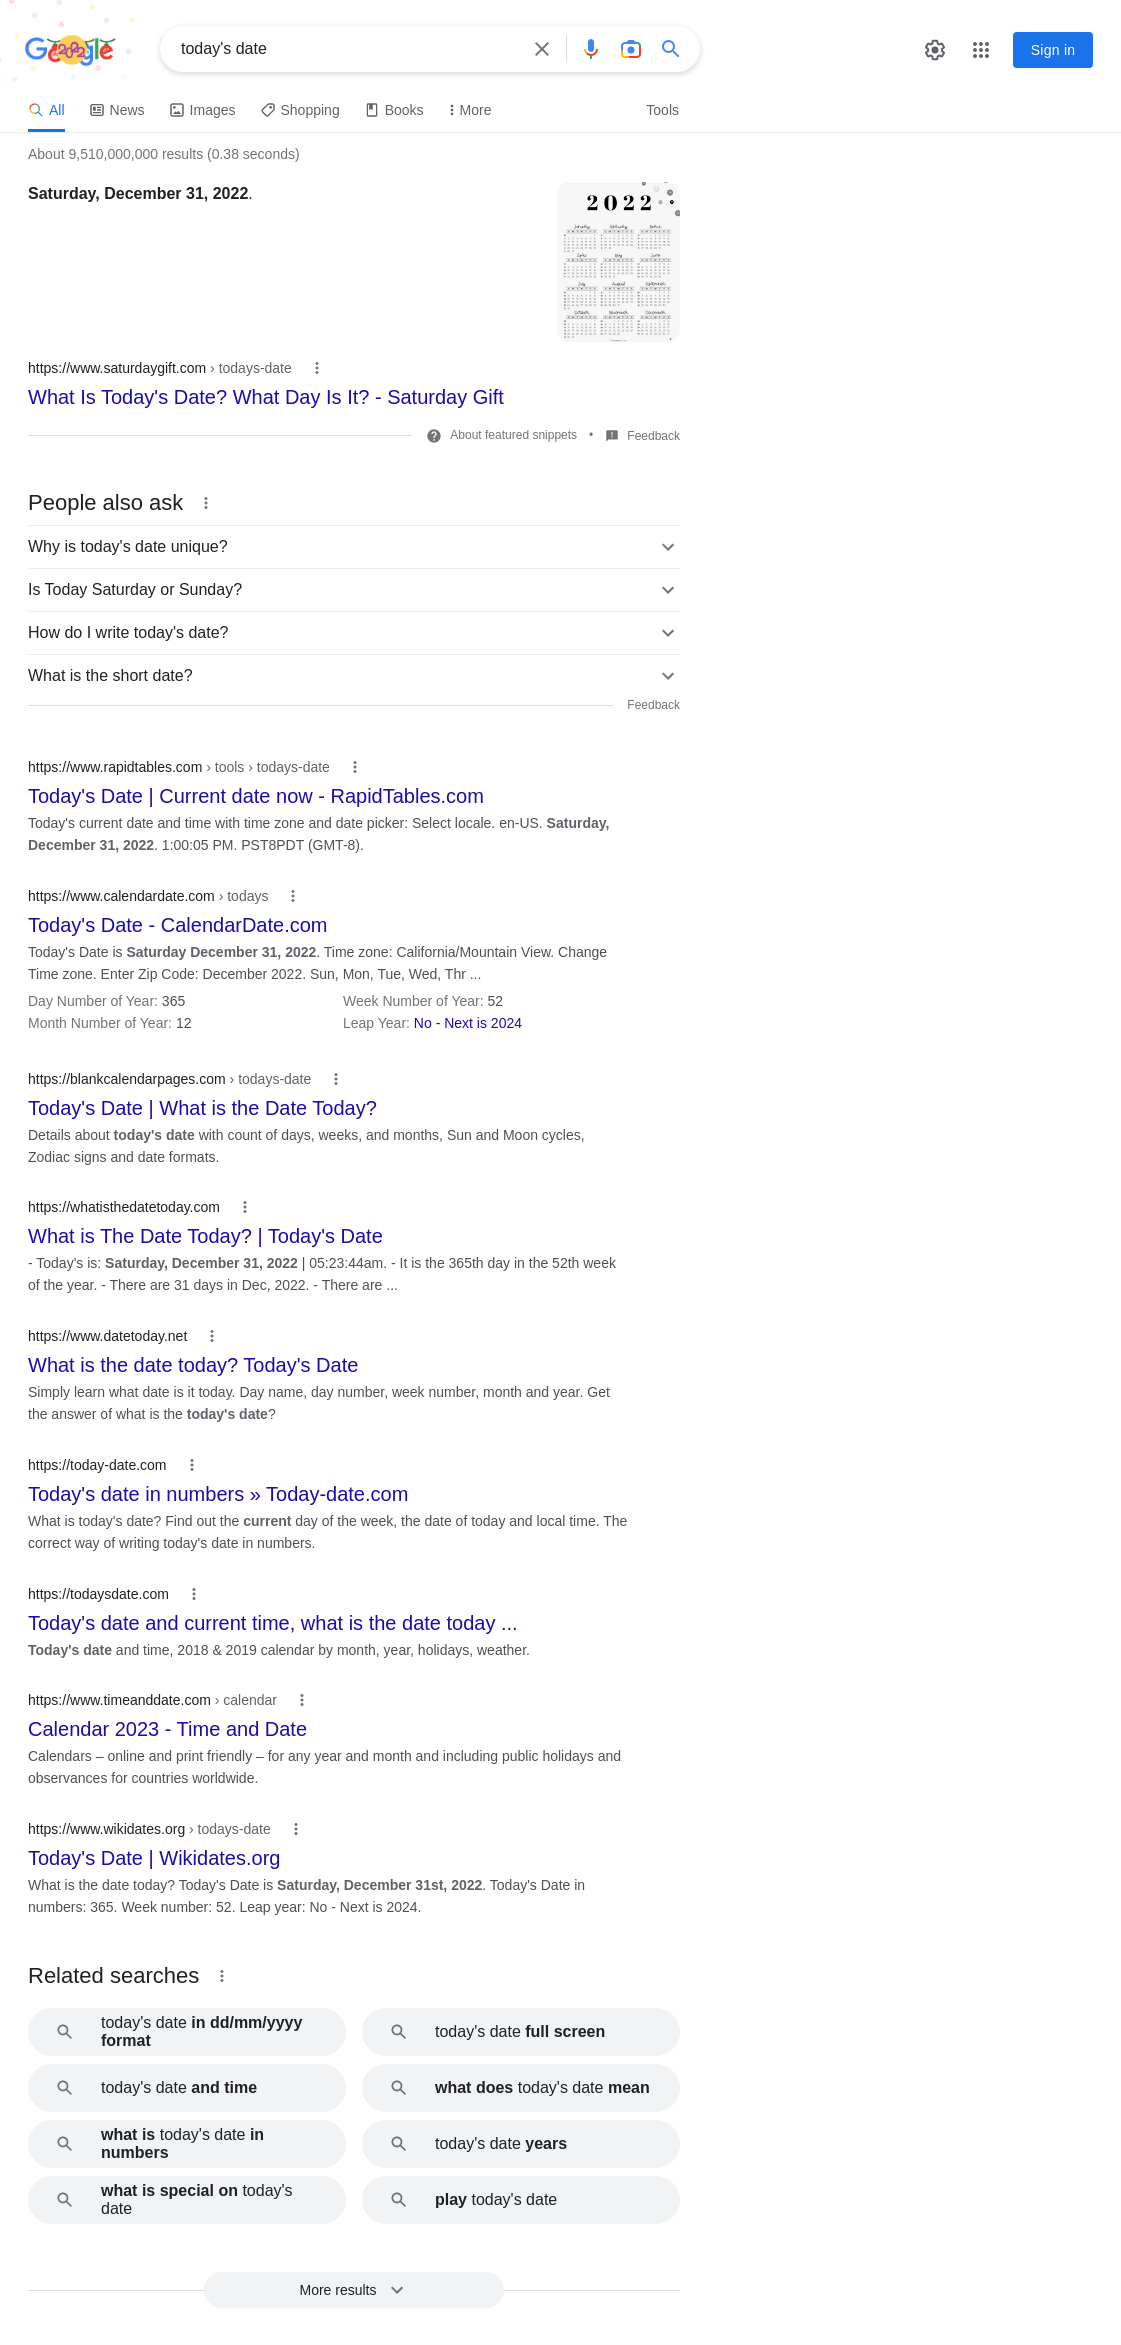 Google
today's date
Sign in
All
News
Images
Shopping
Books
More
Tools
About 9,510,000,000 results (0.38 seconds)
Saturday, December 31, 2022.
2022
https://www.saturdaygift.com › todays-date
What Is Today's Date? What Day Is It? - Saturday Gift
About featured snippets • Feedback
People also ask
Why is today's date unique?
Is Today Saturday or Sunday?
How do I write today's date?
What is the short date?
Feedback
https://www.rapidtables.com › tools › todays-date
Today's Date | Current date now - RapidTables.com
Today's current date and time with time zone and date picker: Select locale. en-US. Saturday,
December 31, 2022. 1:00:05 PM. PST8PDT (GMT-8).
https://www.calendardate.com › todays
Today's Date - CalendarDate.com
Today's Date is Saturday December 31, 2022. Time zone: California/Mountain View. Change
Time zone. Enter Zip Code: December 2022. Sun, Mon, Tue, Wed, Thr ...
Day Number of Year: 365
Week Number of Year: 52
Month Number of Year: 12
Leap Year: No - Next is 2024
https://blankcalendarpages.com › todays-date
Today's Date | What is the Date Today?
Details about today's date with count of days, weeks, and months, Sun and Moon cycles,
Zodiac signs and date formats.
https://whatisthedatetoday.com
What is The Date Today? | Today's Date
- Today's is: Saturday, December 31, 2022 | 05:23:44am. - It is the 365th day in the 52th week
of the year. - There are 31 days in Dec, 2022. - There are ...
https://www.datetoday.net
What is the date today? Today's Date
Simply learn what date is it today. Day name, day number, week number, month and year. Get
the answer of what is the today's date?
https://today-date.com
Today's date in numbers » Today-date.com
What is today's date? Find out the current day of the week, the date of today and local time. The
correct way of writing today's date in numbers.
https://todaysdate.com
Today's date and current time, what is the date today ...
Today's date and time, 2018 & 2019 calendar by month, year, holidays, weather.
https://www.timeanddate.com › calendar
Calendar 2023 - Time and Date
Calendars – online and print friendly – for any year and month and including public holidays and
observances for countries worldwide.
https://www.wikidates.org › todays-date
Today's Date | Wikidates.org
What is the date today? Today's Date is Saturday, December 31st, 2022. Today's Date in
numbers: 365. Week number: 52. Leap year: No - Next is 2024.
Related searches
today's date in dd/mm/yyyy
format
today's date full screen
today's date and time
what does today's date mean
what is today's date in
numbers
today's date years
what is special on today's
date
play today's date
More results